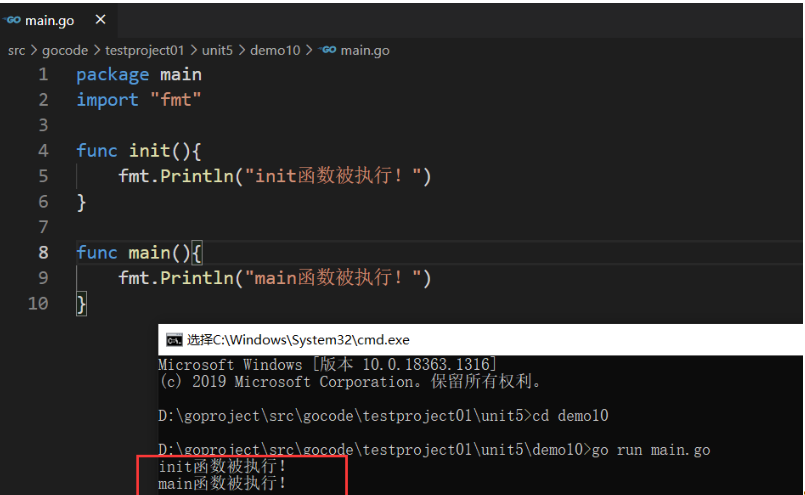 main.go ×
src > gocode > testproject01 > unit5 > demo10 > main.go
1 package main
2 import "fmt"
3
4 func init(){
5 fmt.Println("init函数被执行！")
6 }
7
8 func main(){
9 fmt.Println("main函数被执行！")
10 }
选择C:\Windows\System32\cmd.exe
Microsoft Windows [版本 10.0.18363.1316]
(c) 2019 Microsoft Corporation。保留所有权利。
D:\goproject\src\gocode\testproject01\unit5>cd demo10
D:\goproject\src\gocode\testproject01\unit5\demo10>go run main.go
init函数被执行！
main函数被执行！